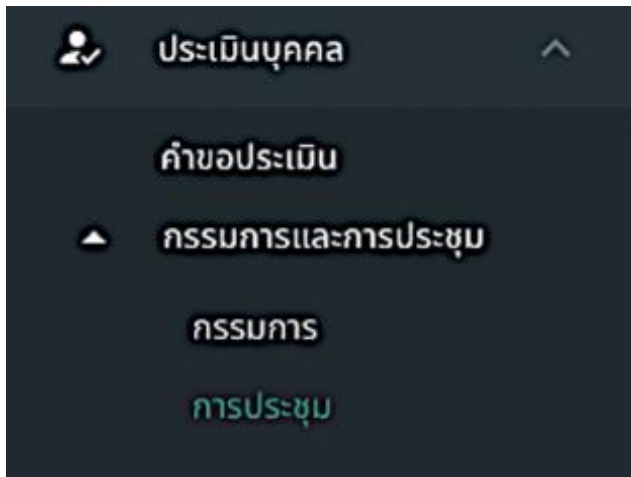 ประเมินบุคคล
คำขอประเมิน
กรรมการและการประชุม
กรรมการ
การประชุม